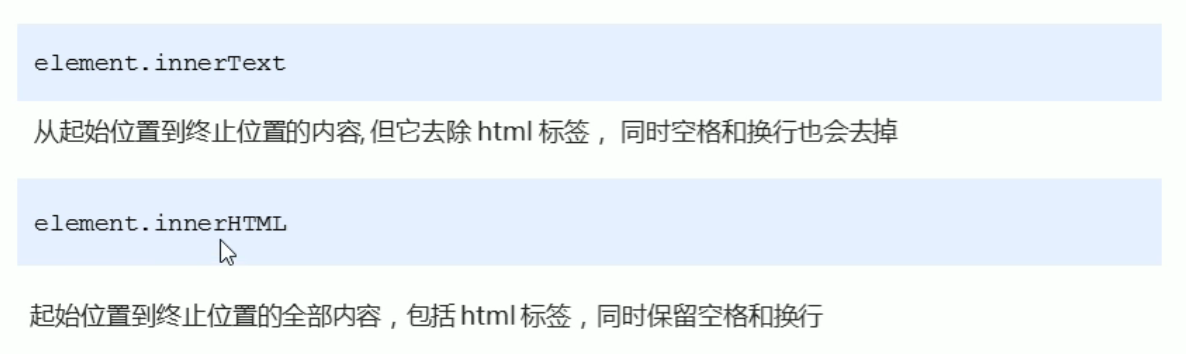 element.innerText
从起始位置到终止位置的内容, 但它去除 html 标签， 同时空格和换行也会去掉
element.innerHTML
起始位置到终止位置的全部内容，包括 html 标签，同时保留空格和换行